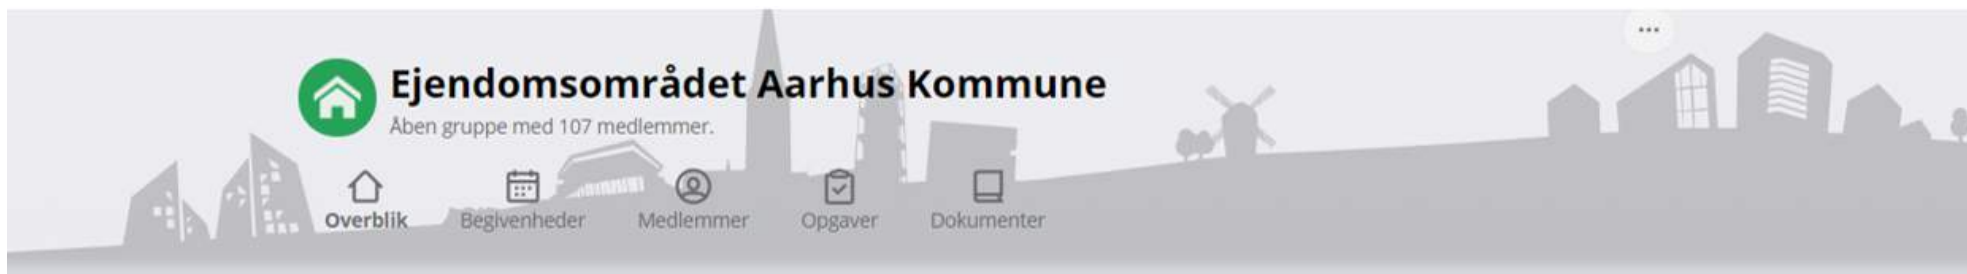 Ejendomsområdet Aarhus Kommune
Åben gruppe med 107 medlemmer.
Overblik
Begivenheder
Medlemmer
Opgaver
Dokumenter